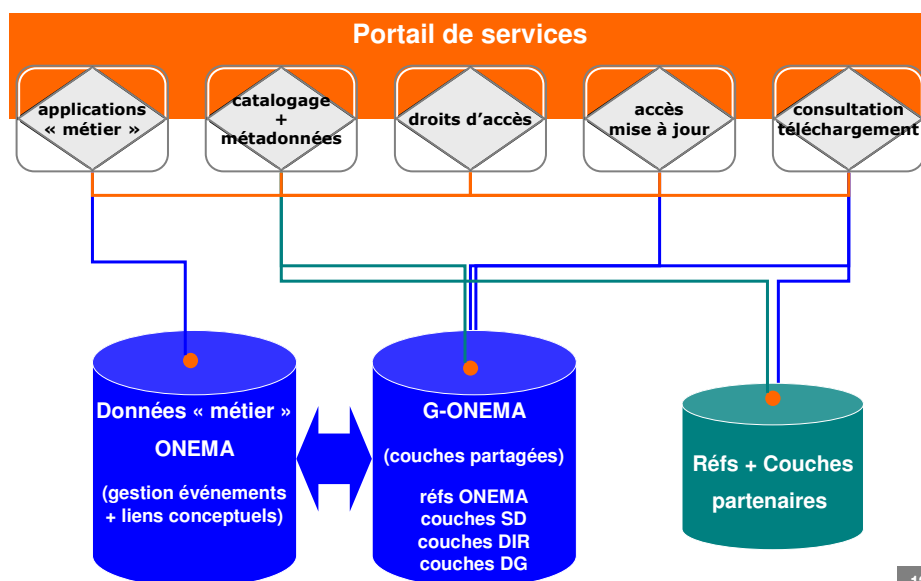 Portail de services
applications
« métier »
catalogage
+
métadonnées
droits d’accès
accès
mise à jour
consultation
téléchargement
Données « métier »
ONEMA
(gestion événements
+ liens conceptuels)
G-ONEMA
(couches partagées)
réfs ONEMA
couches SD
couches DIR
couches DG
Réfs + Couches
partenaires